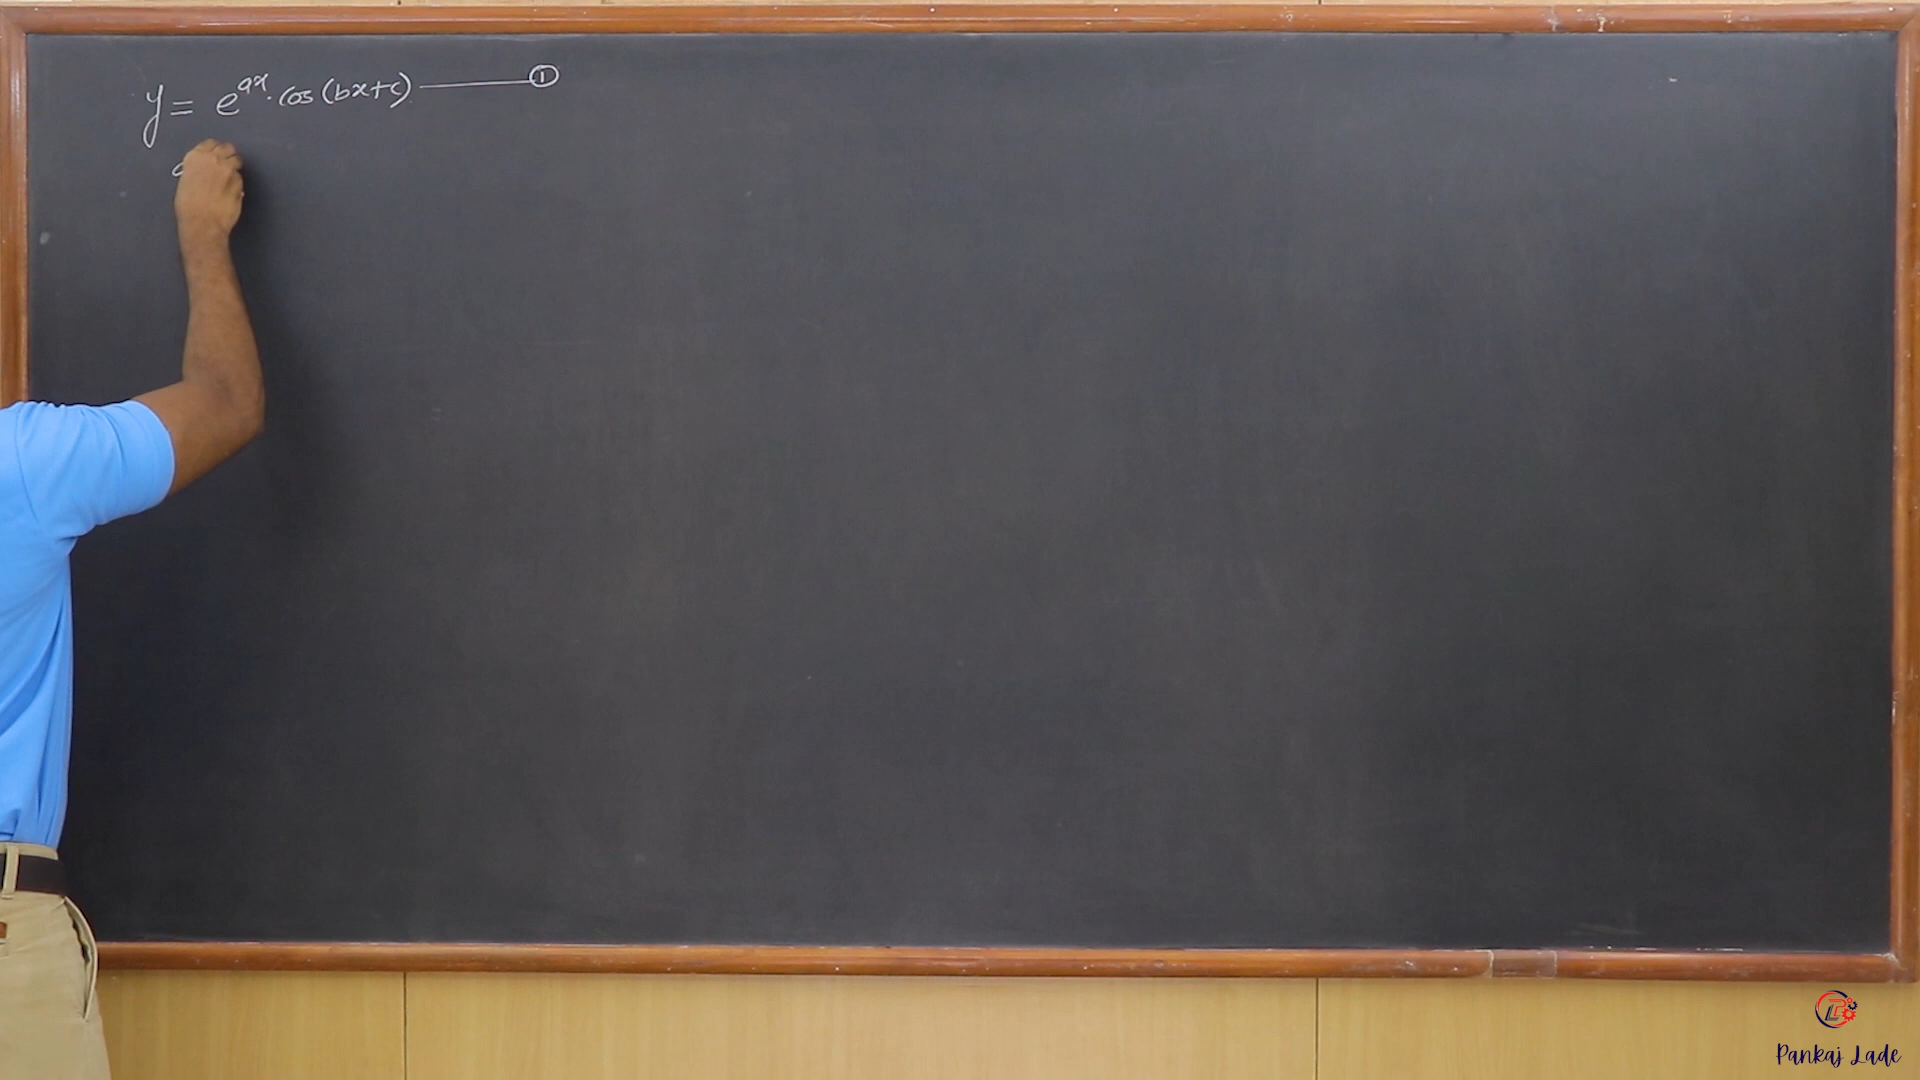 y = e^{ax}.cos(bx+c) ——— ①
Pankaj Lade